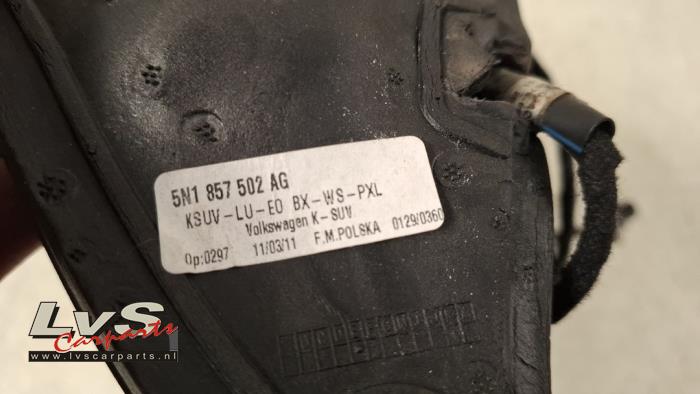 5N1 857 502 AG
KSUV-LU-EO BX-WS-PXL
Volkswagen K-SUV
Op:0297 11/03/11 F.M.POLSKA 0129/0360
LvS
Carparts
www.lvscarparts.nl